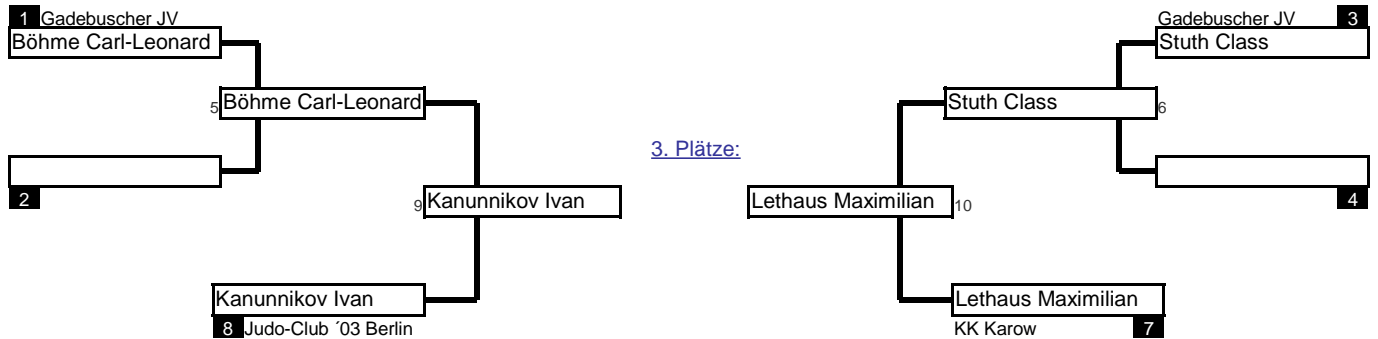 1 Gadebuscher JV
Böhme Carl-Leonard
Gadebuscher JV 3
Stuth Class
5 Böhme Carl-Leonard
Stuth Class 6
3. Plätze:
2
4
9 Kanunnikov Ivan
Lethaus Maximilian 10
Kanunnikov Ivan
8 Judo-Club ´03 Berlin
Lethaus Maximilian
KK Karow 7